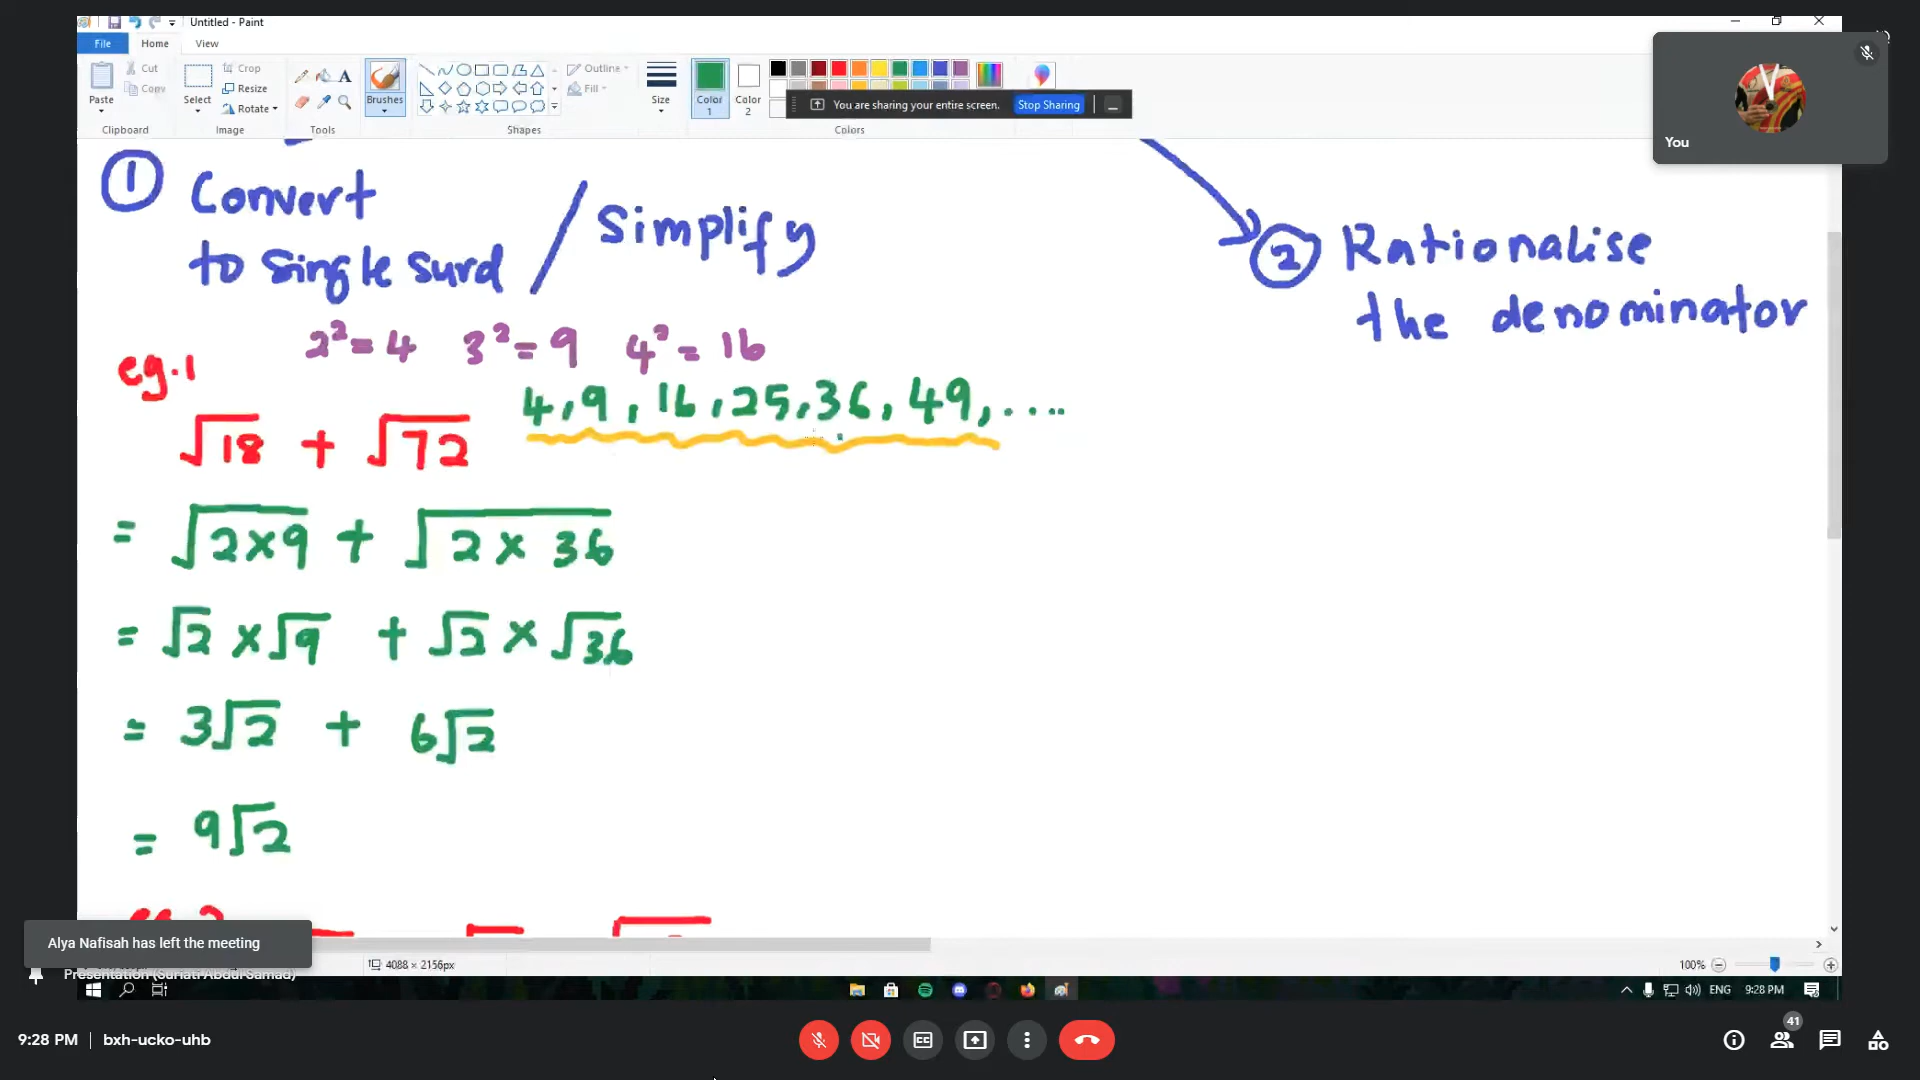 Untitled - Paint
File Home View
Paste
Cut
Copy
Clipboard
Select
Crop
Resize
Rotate
Image
Tools
Brushes
Shapes
Outline
Fill
Size
Color 1
Color 2
Colors
You are sharing your entire screen. Stop Sharing
You
① Convert to single surd / Simplify
② Rationalise the denominator
2² = 4 3² = 9 4² = 16
eg.1
4, 9, 16, 25, 36, 49, ....
√18 + √72
= √2×9 + √2 × 36
= √2 × √9 + √2 × √36
= 3√2 + 6√2
= 9√2
Alya Nafisah has left the meeting
4088 × 2156px
100%
ENG 9:28 PM
9:28 PM | bxh-ucko-uhb
41